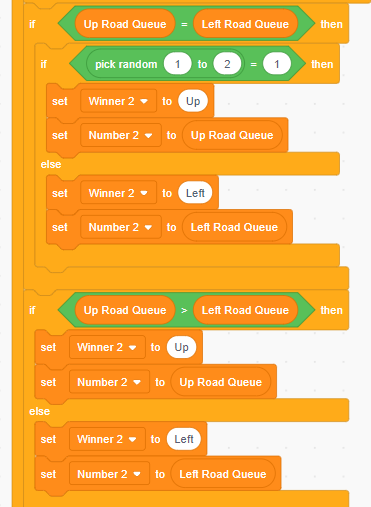 if Up Road Queue = Left Road Queue then
if pick random 1 to 2 = 1 then
set Winner 2 to Up
set Number 2 to Up Road Queue
else
set Winner 2 to Left
set Number 2 to Left Road Queue
if Up Road Queue > Left Road Queue then
set Winner 2 to Up
set Number 2 to Up Road Queue
else
set Winner 2 to Left
set Number 2 to Left Road Queue